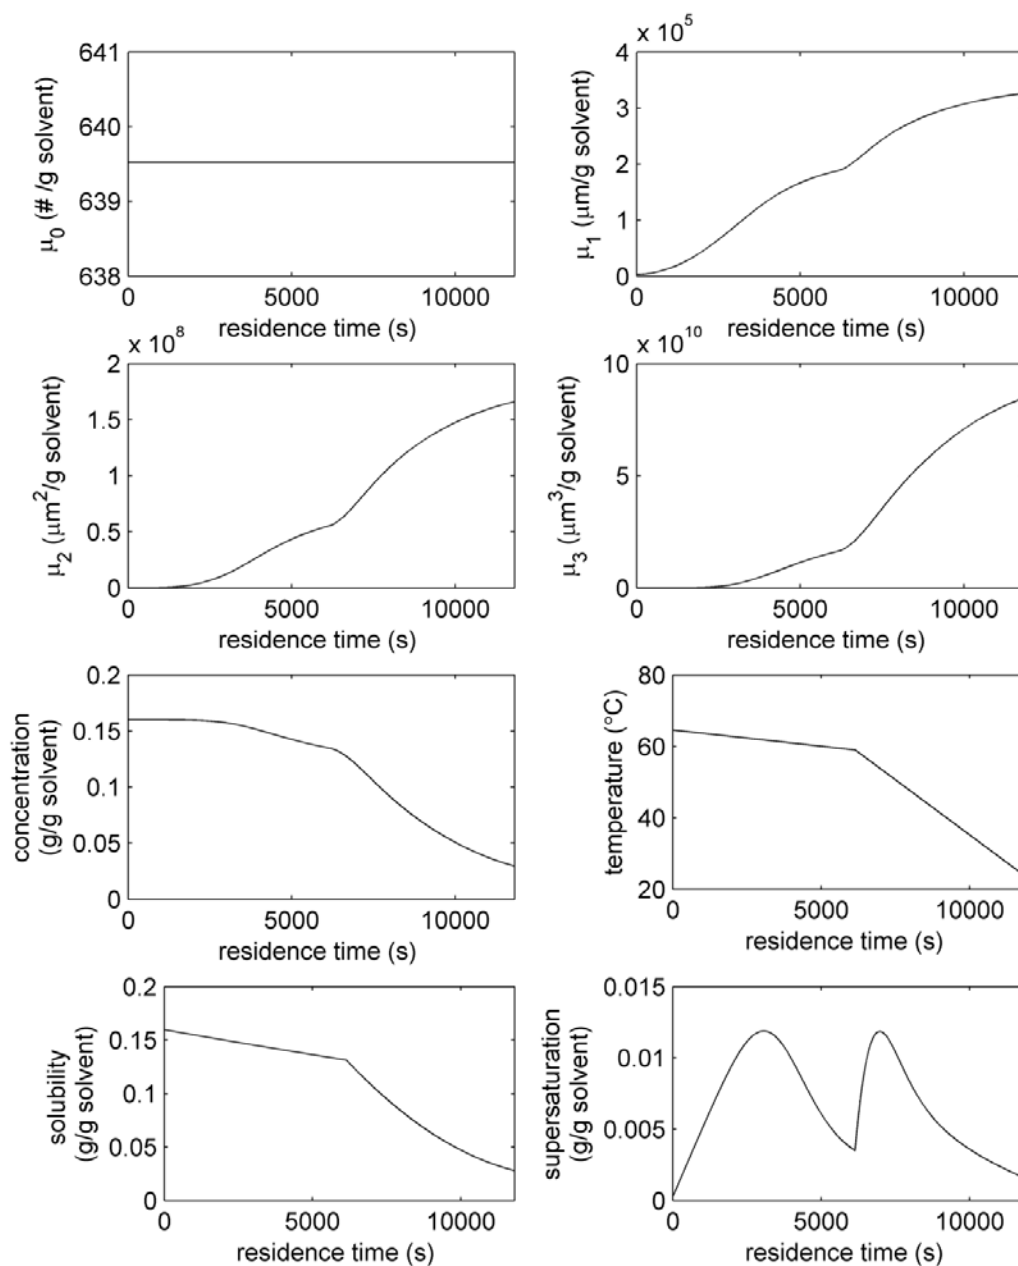 641
640
639
638
μ0 (# /g solvent)
0 5000 10000
residence time (s)
x 10^5
4
3
2
1
0
μ1 (μm/g solvent)
0 5000 10000
residence time (s)
x 10^8
2
1.5
1
0.5
0
μ2 (μm^2/g solvent)
0 5000 10000
residence time (s)
x 10^10
10
5
0
μ3 (μm^3/g solvent)
0 5000 10000
residence time (s)
0.2
0.15
0.1
0.05
0
concentration
(g/g solvent)
0 5000 10000
residence time (s)
80
60
40
20
temperature (°C)
0 5000 10000
residence time (s)
0.2
0.15
0.1
0.05
0
solubility
(g/g solvent)
0 5000 10000
residence time (s)
0.015
0.01
0.005
0
supersaturation
(g/g solvent)
0 5000 10000
residence time (s)